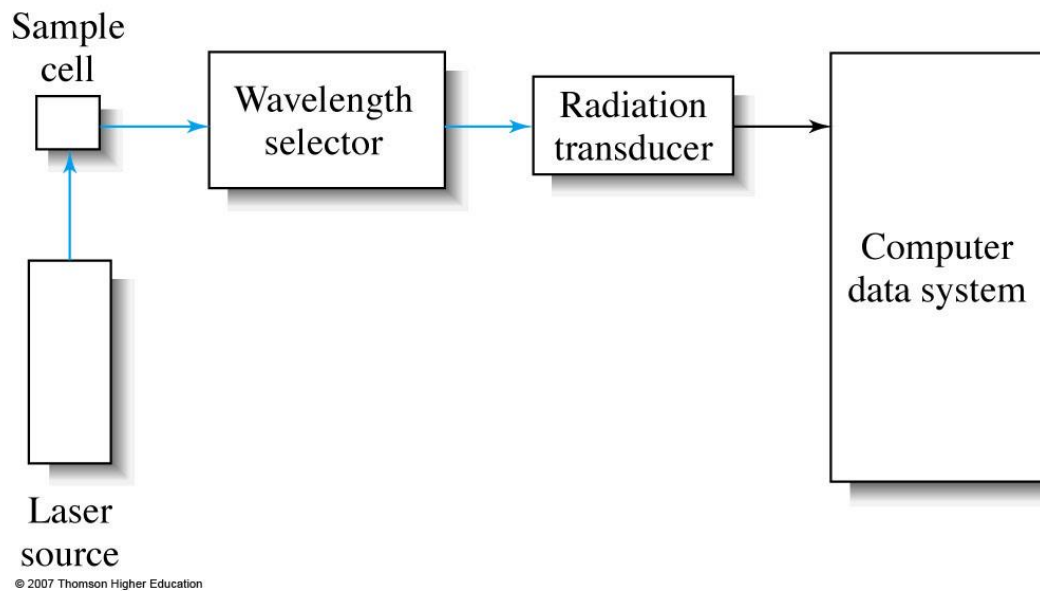 Sample
cell
Wavelength
selector
Radiation
transducer
Computer
data system
Laser
source
© 2007 Thomson Higher Education